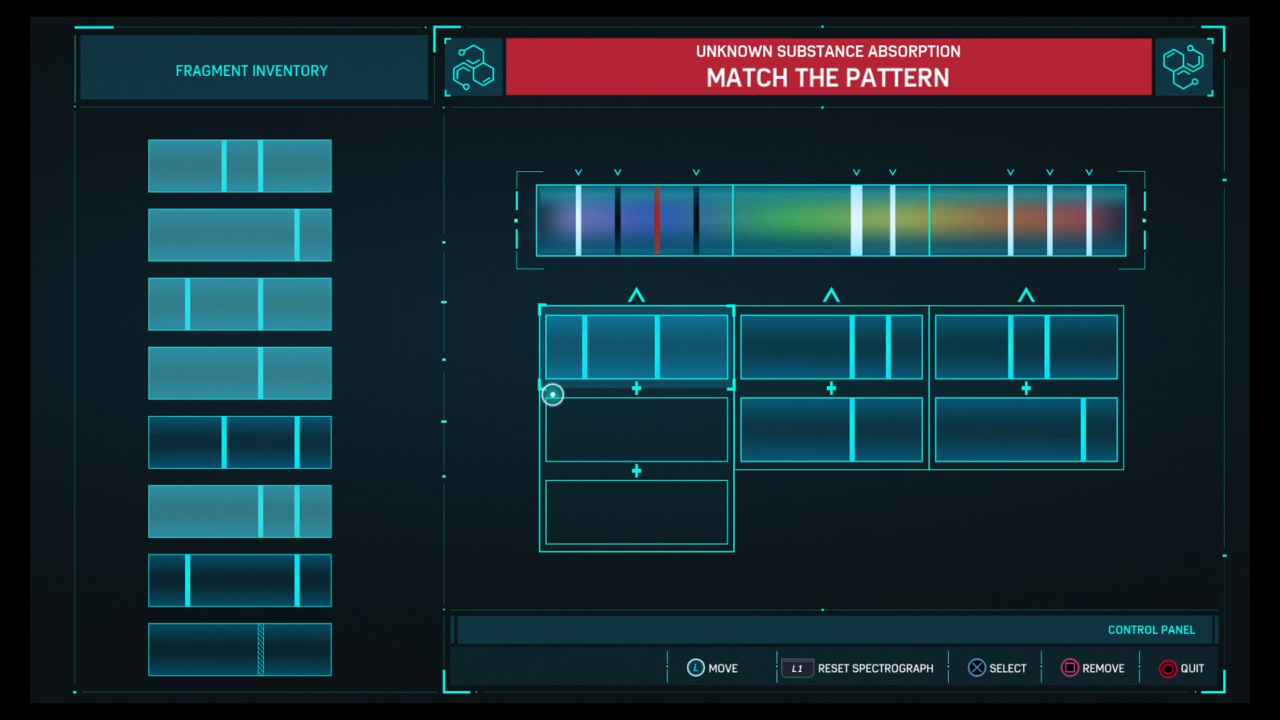 FRAGMENT INVENTORY
UNKNOWN SUBSTANCE ABSORPTION
MATCH THE PATTERN
CONTROL PANEL
L MOVE
L1 RESET SPECTROGRAPH
SELECT
REMOVE
QUIT